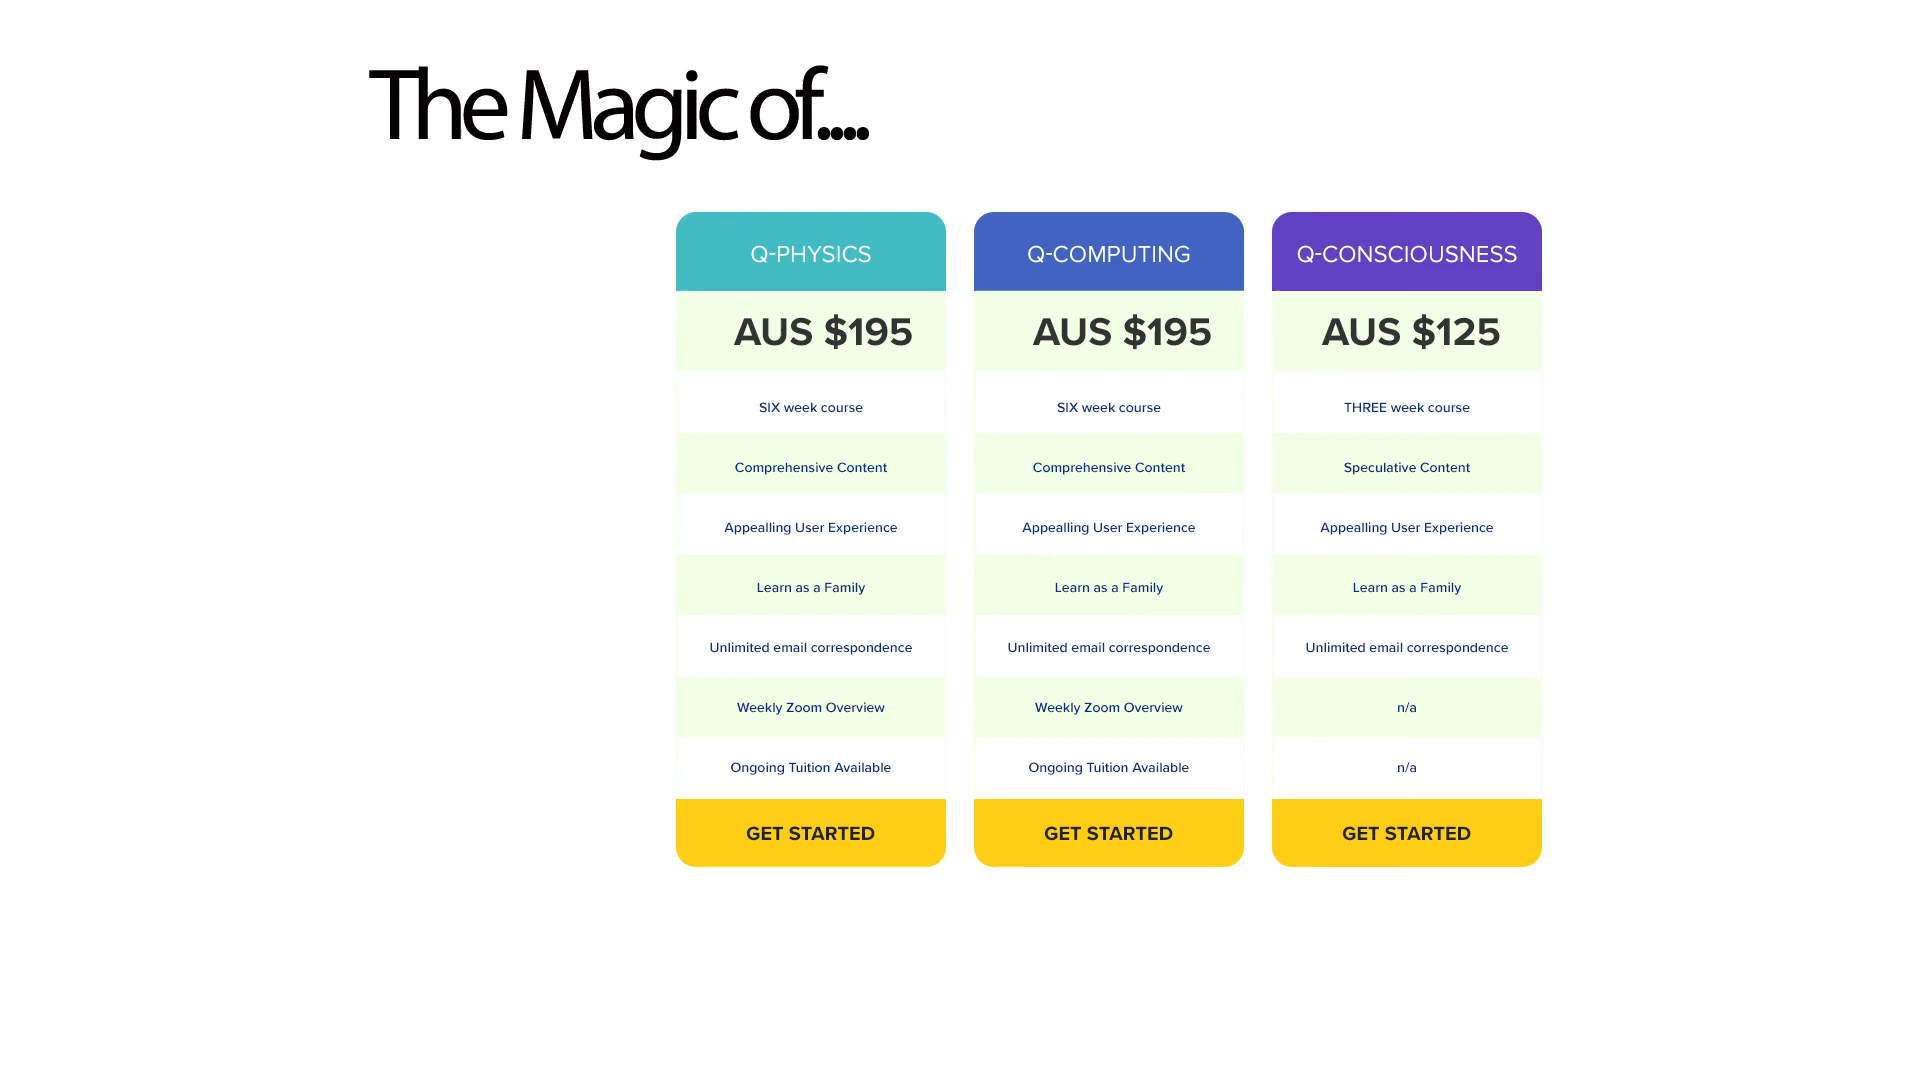 The Magic of....
Q-PHYSICS
AUS $195
SIX week course
Comprehensive Content
Appealling User Experience
Learn as a Family
Unlimited email correspondence
Weekly Zoom Overview
Ongoing Tuition Available
GET STARTED
Q-COMPUTING
AUS $195
SIX week course
Comprehensive Content
Appealling User Experience
Learn as a Family
Unlimited email correspondence
Weekly Zoom Overview
Ongoing Tuition Available
GET STARTED
Q-CONSCIOUSNESS
AUS $125
THREE week course
Speculative Content
Appealling User Experience
Learn as a Family
Unlimited email correspondence
n/a
n/a
GET STARTED